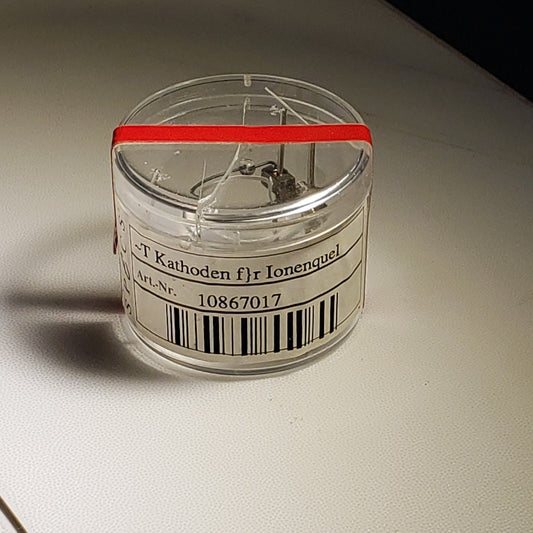 ~T Kathoden f}r Ionenquel
Art.-Nr. 10867017